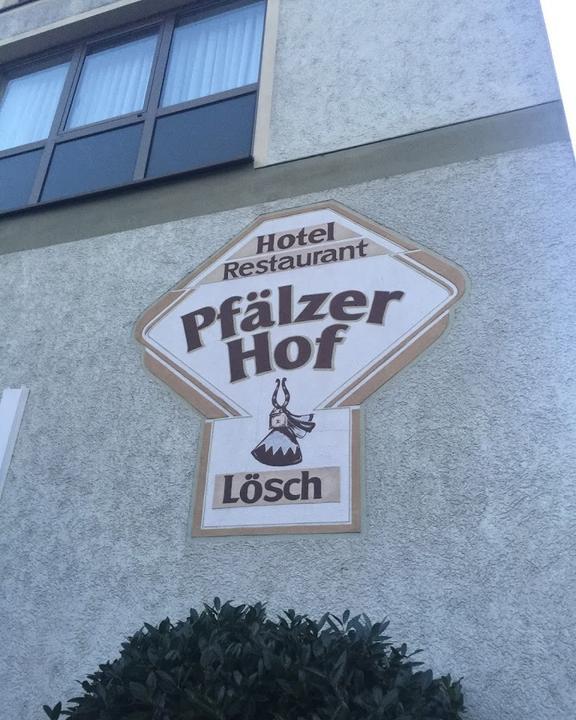 Hotel
Restaurant
Pfälzer
Hof
Lösch